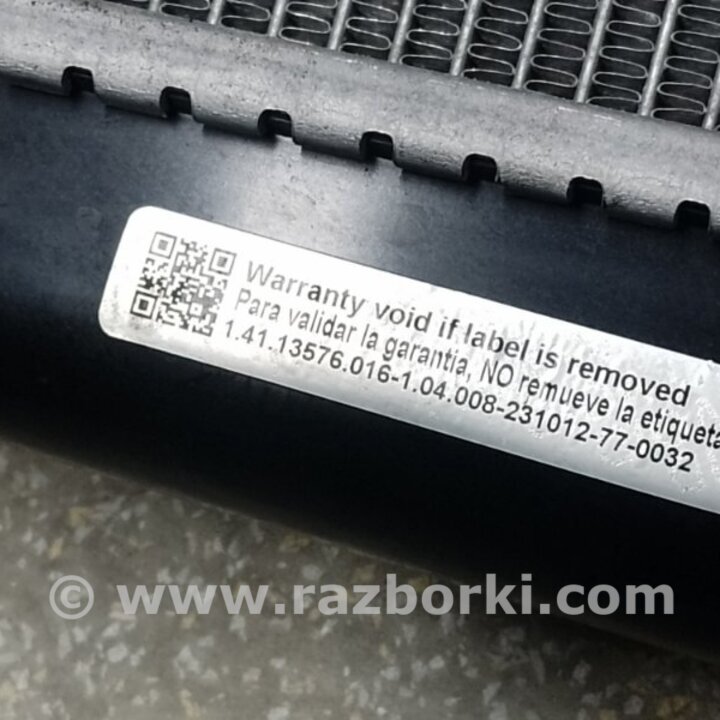 Warranty void if label is removed
Para validar la garantia, NO remueve la etiqueta
1.41.13576.016-1.04.008-231012-77-0032
© www.razborki.com